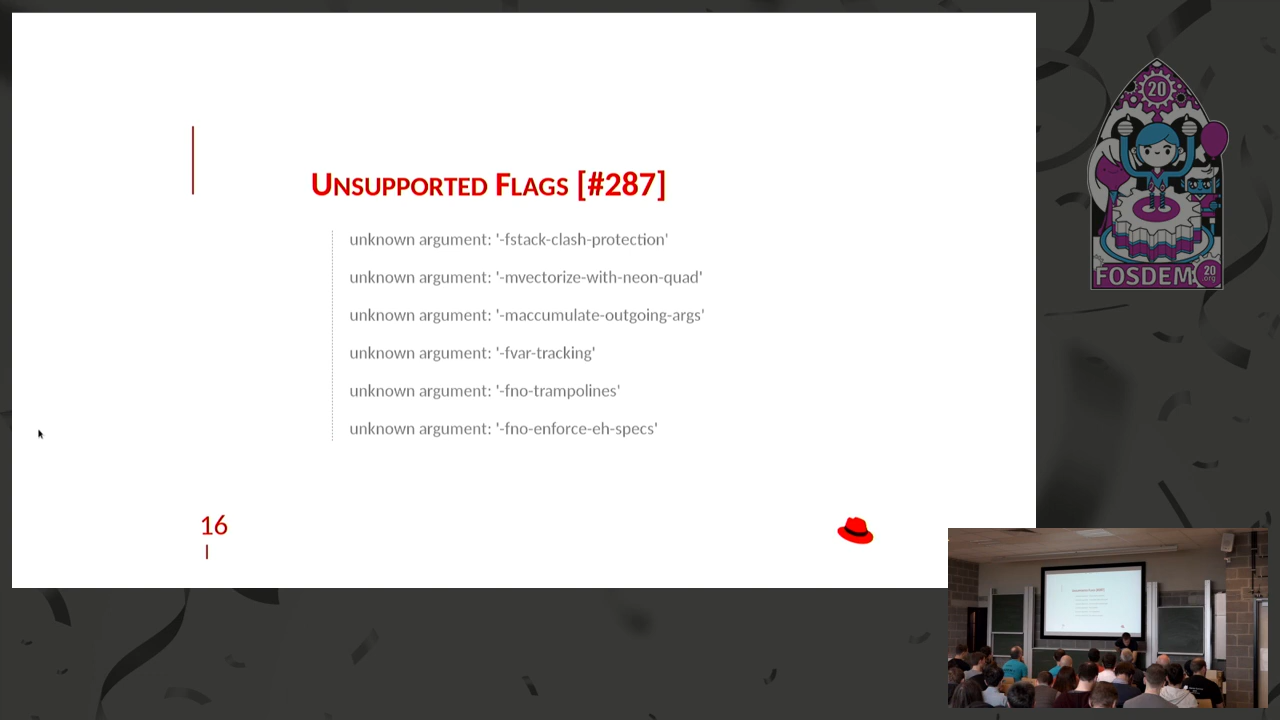 UNSUPPORTED FLAGS [#287]
unknown argument: '-fstack-clash-protection'
unknown argument: '-mvectorize-with-neon-quad'
unknown argument: '-maccumulate-outgoing-args'
unknown argument: '-fvar-tracking'
unknown argument: '-fno-trampolines'
unknown argument: '-fno-enforce-eh-specs'
16
20
FOSDEM
20
org